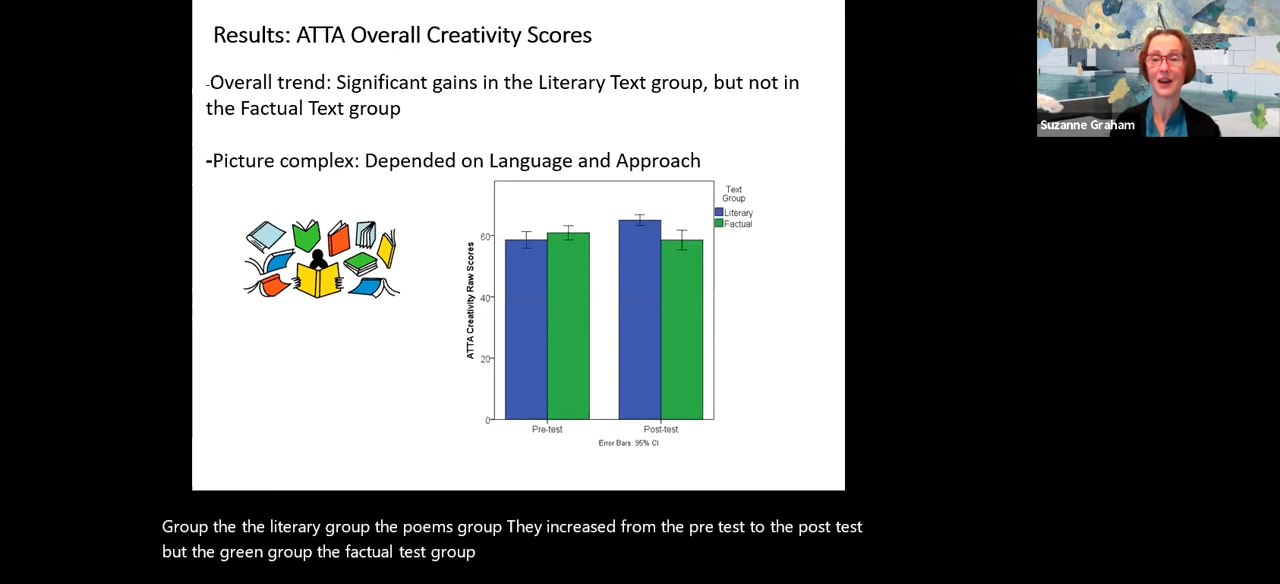 Results: ATTA Overall Creativity Scores
-Overall trend: Significant gains in the Literary Text group, but not in
the Factual Text group
-Picture complex: Depended on Language and Approach
Text
Group
Literary
Factual
ATTA Creativity Raw Scores
60
40
20
0
Pre-test
Post-test
Error Bars: 95% CI
Suzanne Graham
Group the the literary group the poems group They increased from the pre test to the post test
but the green group the factual test group